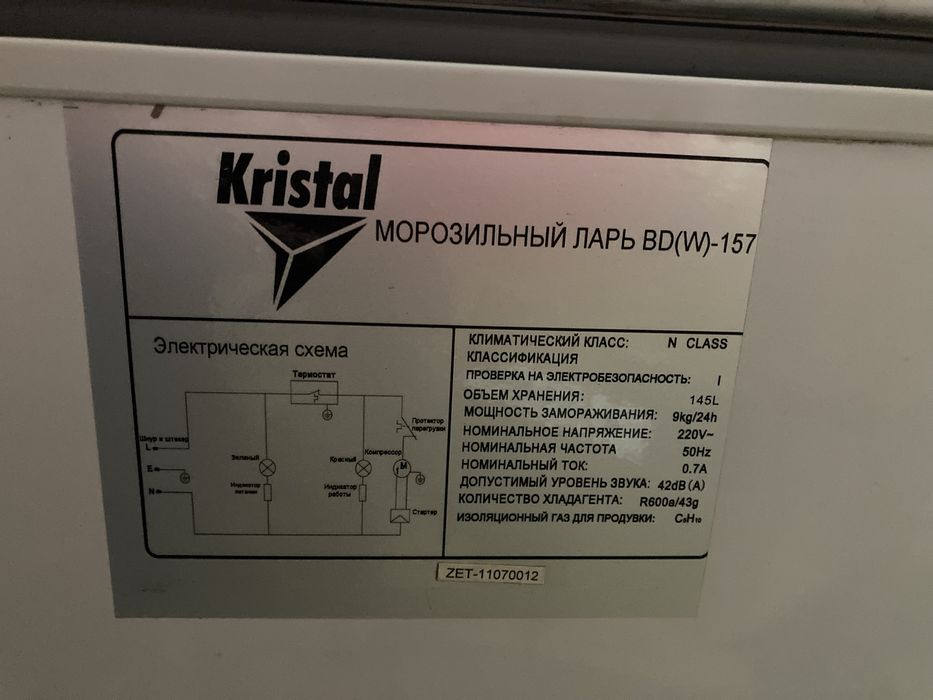 Kristal
МОРОЗИЛЬНЫЙ ЛАРЬ BD(W)-157
Электрическая схема
Термостат
Протектор
перегрузки
Шнур и штекер
L
E
N
Зеленый
Индикатор
питания
Красный
Индикатор
работы
Компрессор
M
Стартер
КЛИМАТИЧЕСКИЙ КЛАСС: N CLASS
КЛАССИФИКАЦИЯ
ПРОВЕРКА НА ЭЛЕКТРОБЕЗОПАСНОСТЬ: I
ОБЪЕМ ХРАНЕНИЯ: 145L
МОЩНОСТЬ ЗАМОРАЖИВАНИЯ: 9kg/24h
НОМИНАЛЬНОЕ НАПРЯЖЕНИЕ: 220V~
НОМИНАЛЬНАЯ ЧАСТОТА 50Hz
НОМИНАЛЬНЫЙ ТОК: 0.7A
ДОПУСТИМЫЙ УРОВЕНЬ ЗВУКА: 42dB (A)
КОЛИЧЕСТВО ХЛАДАГЕНТА: R600a/43g
ИЗОЛЯЦИОННЫЙ ГАЗ ДЛЯ ПРОДУВКИ: C₅H₁₀
ZET-11070012